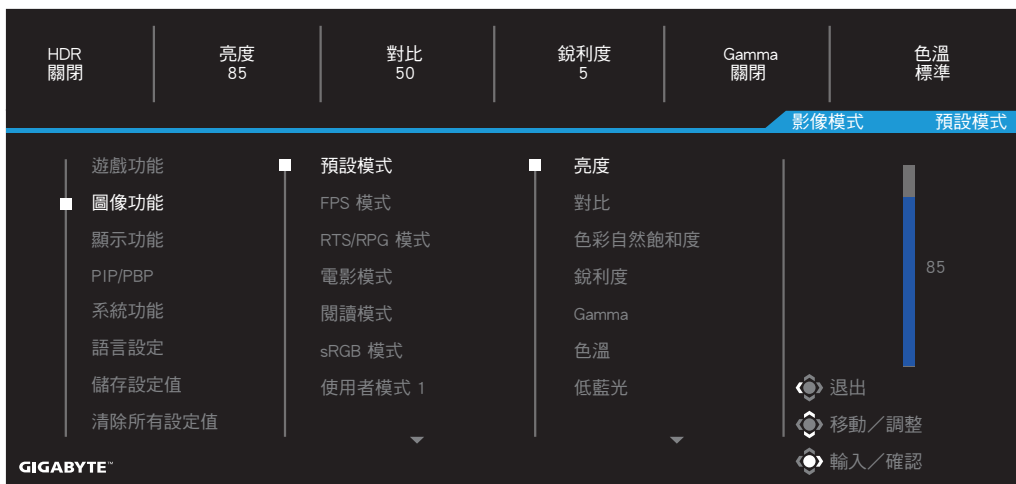 HDR
關閉
亮度
85
對比
50
銳利度
5
Gamma
關閉
色溫
標準
影像模式 預設模式
遊戲功能
圖像功能
顯示功能
PIP/PBP
系統功能
語言設定
儲存設定值
清除所有設定值
預設模式
FPS 模式
RTS/RPG 模式
電影模式
閱讀模式
sRGB 模式
使用者模式 1
亮度
對比
色彩自然飽和度
銳利度
Gamma
色溫
低藍光
85
退出
移動／調整
輸入／確認
GIGABYTE™